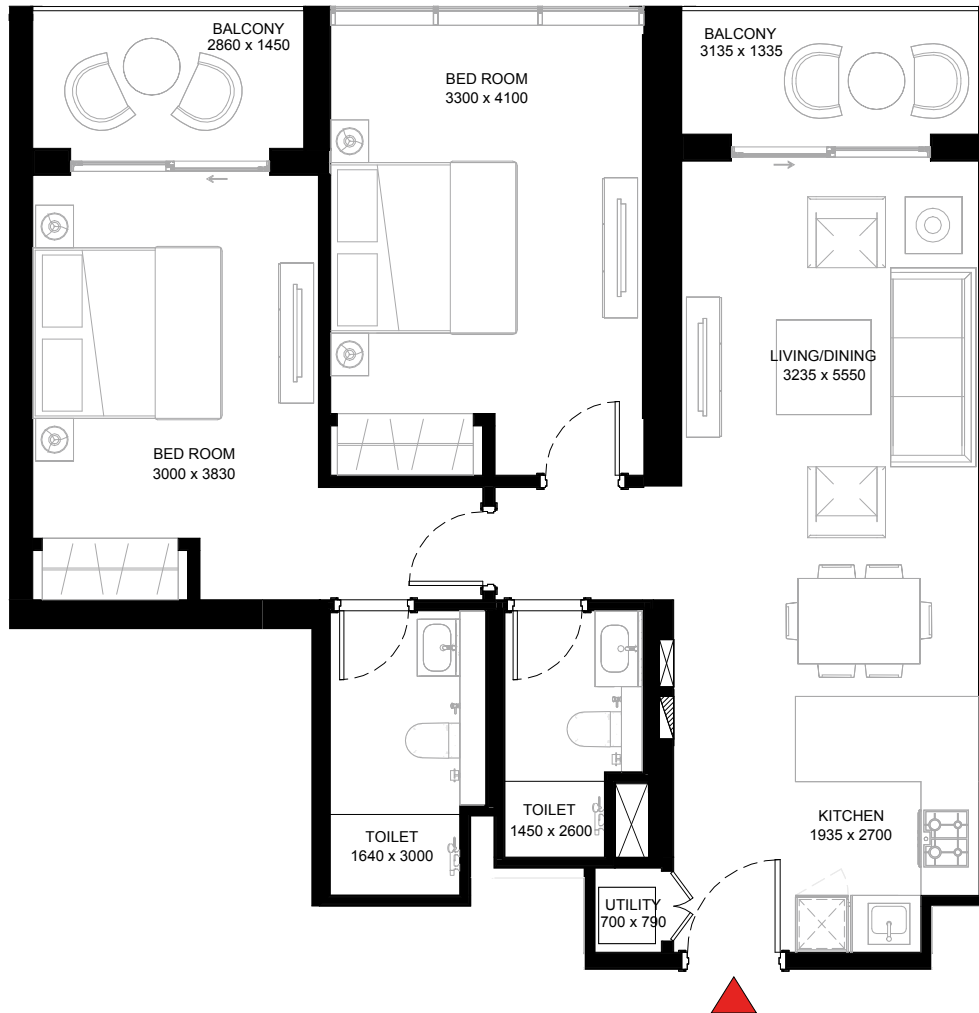 BALCONY
2860 x 1450
BED ROOM
3300 x 4100
BALCONY
3135 x 1335
LIVING/DINING
3235 x 5550
BED ROOM
3000 x 3830
TOILET
1640 x 3000
TOILET
1450 x 2600
KITCHEN
1935 x 2700
UTILITY
700 x 790